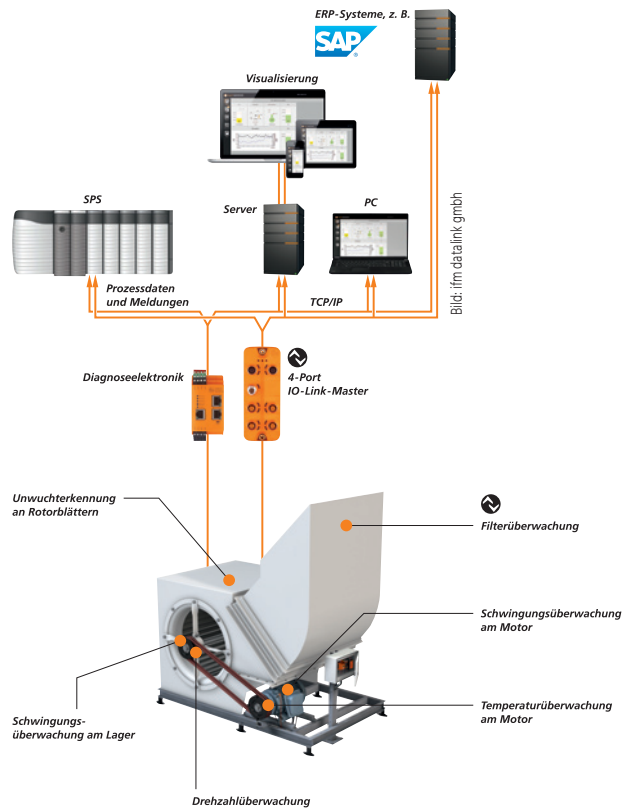 ERP-Systeme, z. B.
SAP
®
Visualisierung
SPS
Server
PC
Prozessdaten
und Meldungen
TCP/IP
Bild: ifm datalink gmbh
Diagnoseelektronik
4-Port
IO-Link-Master
Unwuchterkennung
an Rotorblättern
Filterüberwachung
Schwingungsüberwachung
am Motor
Schwingungs-
überwachung am Lager
Temperaturüberwachung
am Motor
Drehzahlüberwachung